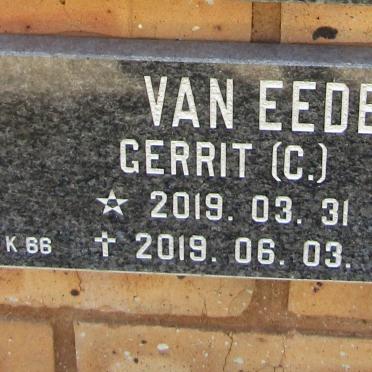 VAN EEDE
GERRIT (C.)
☆ 2019. 03. 31
K 66 ✝ 2019. 06. 03.